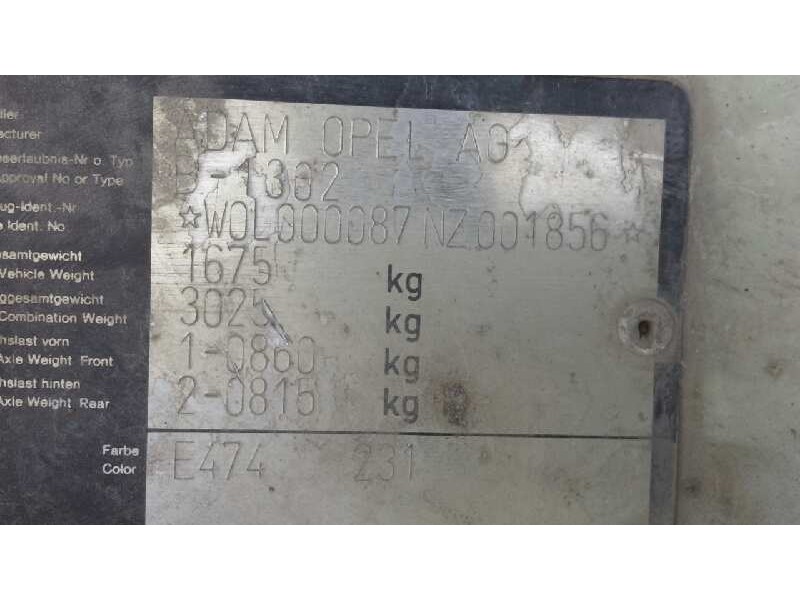 ller
acturer
ADAM OPEL AG
serlaubnis-Nr o. Typ
Approval No or Type
B-1302
ug-Ident.-Nr
e Ident. No.
☆W0L000087NZ001856☆
esamtgewicht
Vehicle Weight
1675 kg
ggesamtgewicht
Combination Weight
3025 kg
hslast vorn
Axle Weight Front
1-0860 kg
hslast hinten
Axle Weight Rear
2-0815 kg
Farbe
Color
E474 231